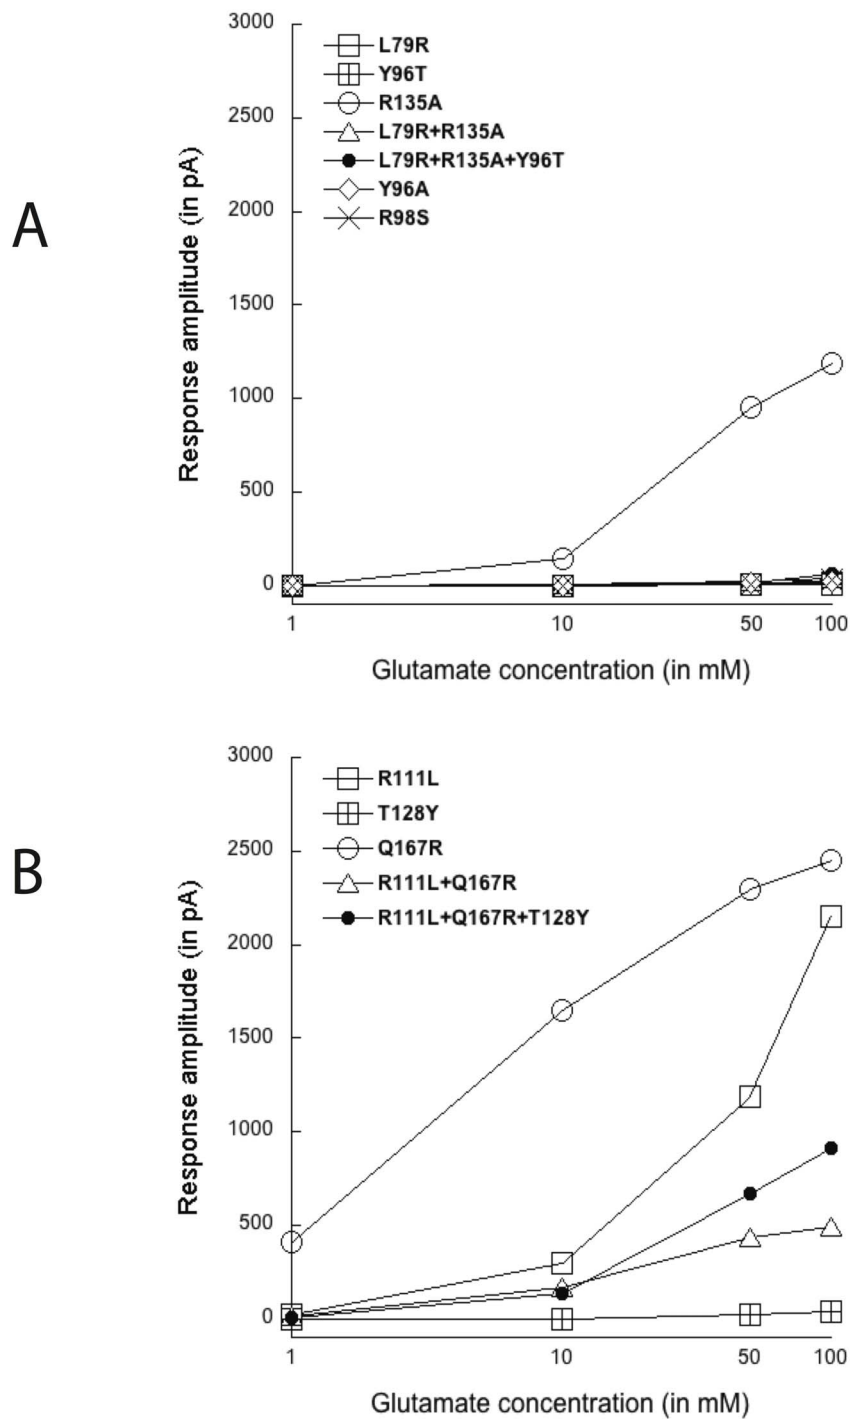 A
Response amplitude (in pA)
3000
2500
2000
1500
1000
500
0
L79R
Y96T
R135A
L79R+R135A
L79R+R135A+Y96T
Y96A
R98S
1
10
50
100
Glutamate concentration (in mM)
B
Response amplitude (in pA)
3000
2500
2000
1500
1000
500
0
R111L
T128Y
Q167R
R111L+Q167R
R111L+Q167R+T128Y
1
10
50
100
Glutamate concentration (in mM)